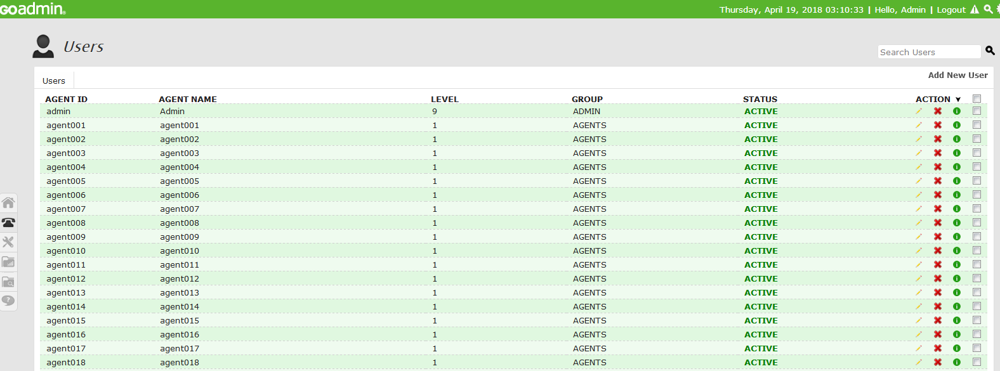 GOadmin®
Thursday, April 19, 2018 03:10:33 | Hello, Admin | Logout
Users
Search Users
Users
Add New User
AGENT ID AGENT NAME LEVEL GROUP STATUS ACTION
admin Admin 9 ADMIN ACTIVE
agent001 agent001 1 AGENTS ACTIVE
agent002 agent002 1 AGENTS ACTIVE
agent003 agent003 1 AGENTS ACTIVE
agent004 agent004 1 AGENTS ACTIVE
agent005 agent005 1 AGENTS ACTIVE
agent006 agent006 1 AGENTS ACTIVE
agent007 agent007 1 AGENTS ACTIVE
agent008 agent008 1 AGENTS ACTIVE
agent009 agent009 1 AGENTS ACTIVE
agent010 agent010 1 AGENTS ACTIVE
agent011 agent011 1 AGENTS ACTIVE
agent012 agent012 1 AGENTS ACTIVE
agent013 agent013 1 AGENTS ACTIVE
agent014 agent014 1 AGENTS ACTIVE
agent015 agent015 1 AGENTS ACTIVE
agent016 agent016 1 AGENTS ACTIVE
agent017 agent017 1 AGENTS ACTIVE
agent018 agent018 1 AGENTS ACTIVE